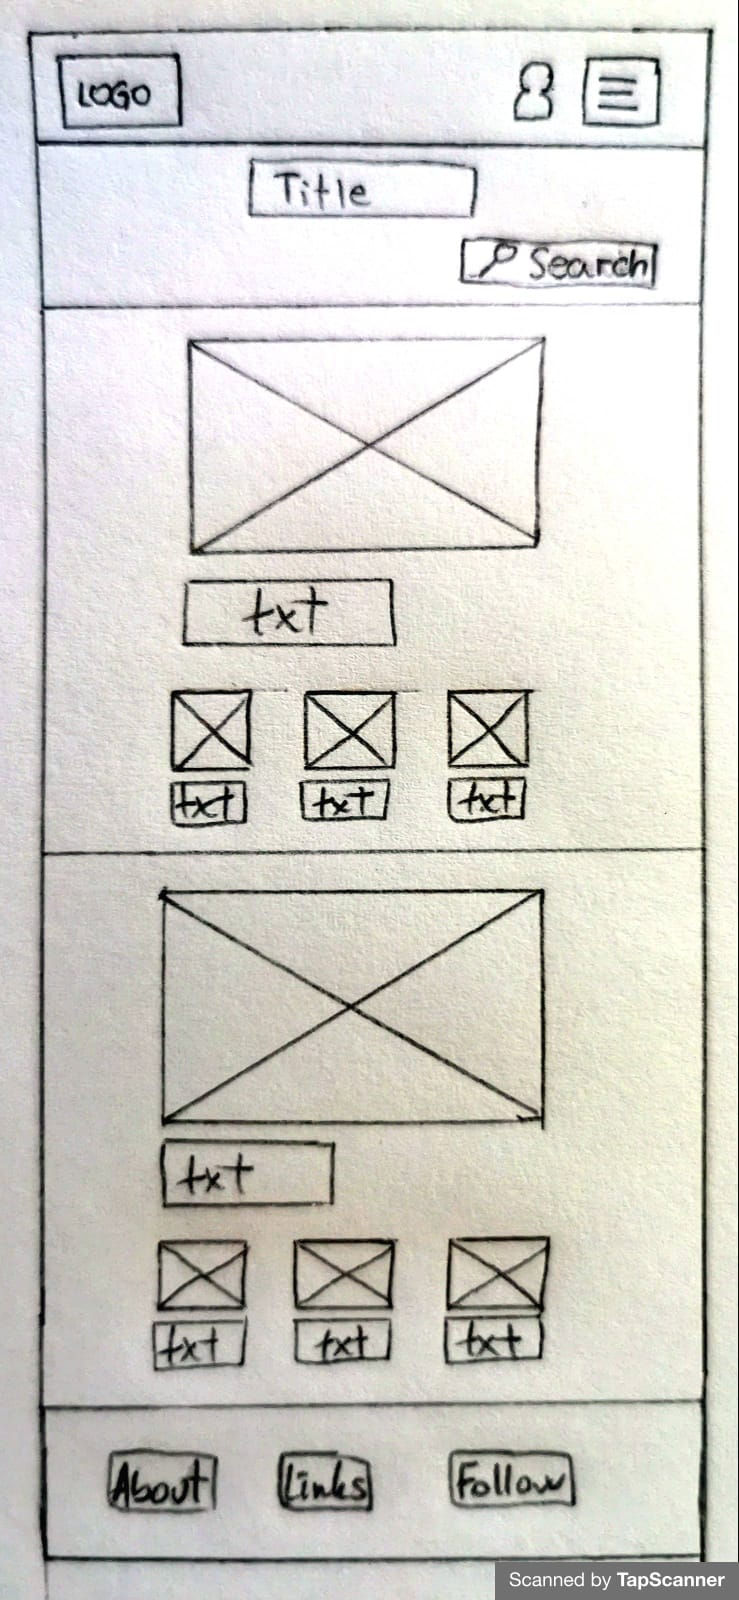 LOGO
Title
Search
txt
txt txt txt
txt
txt txt txt
About Links Follow
Scanned by TapScanner